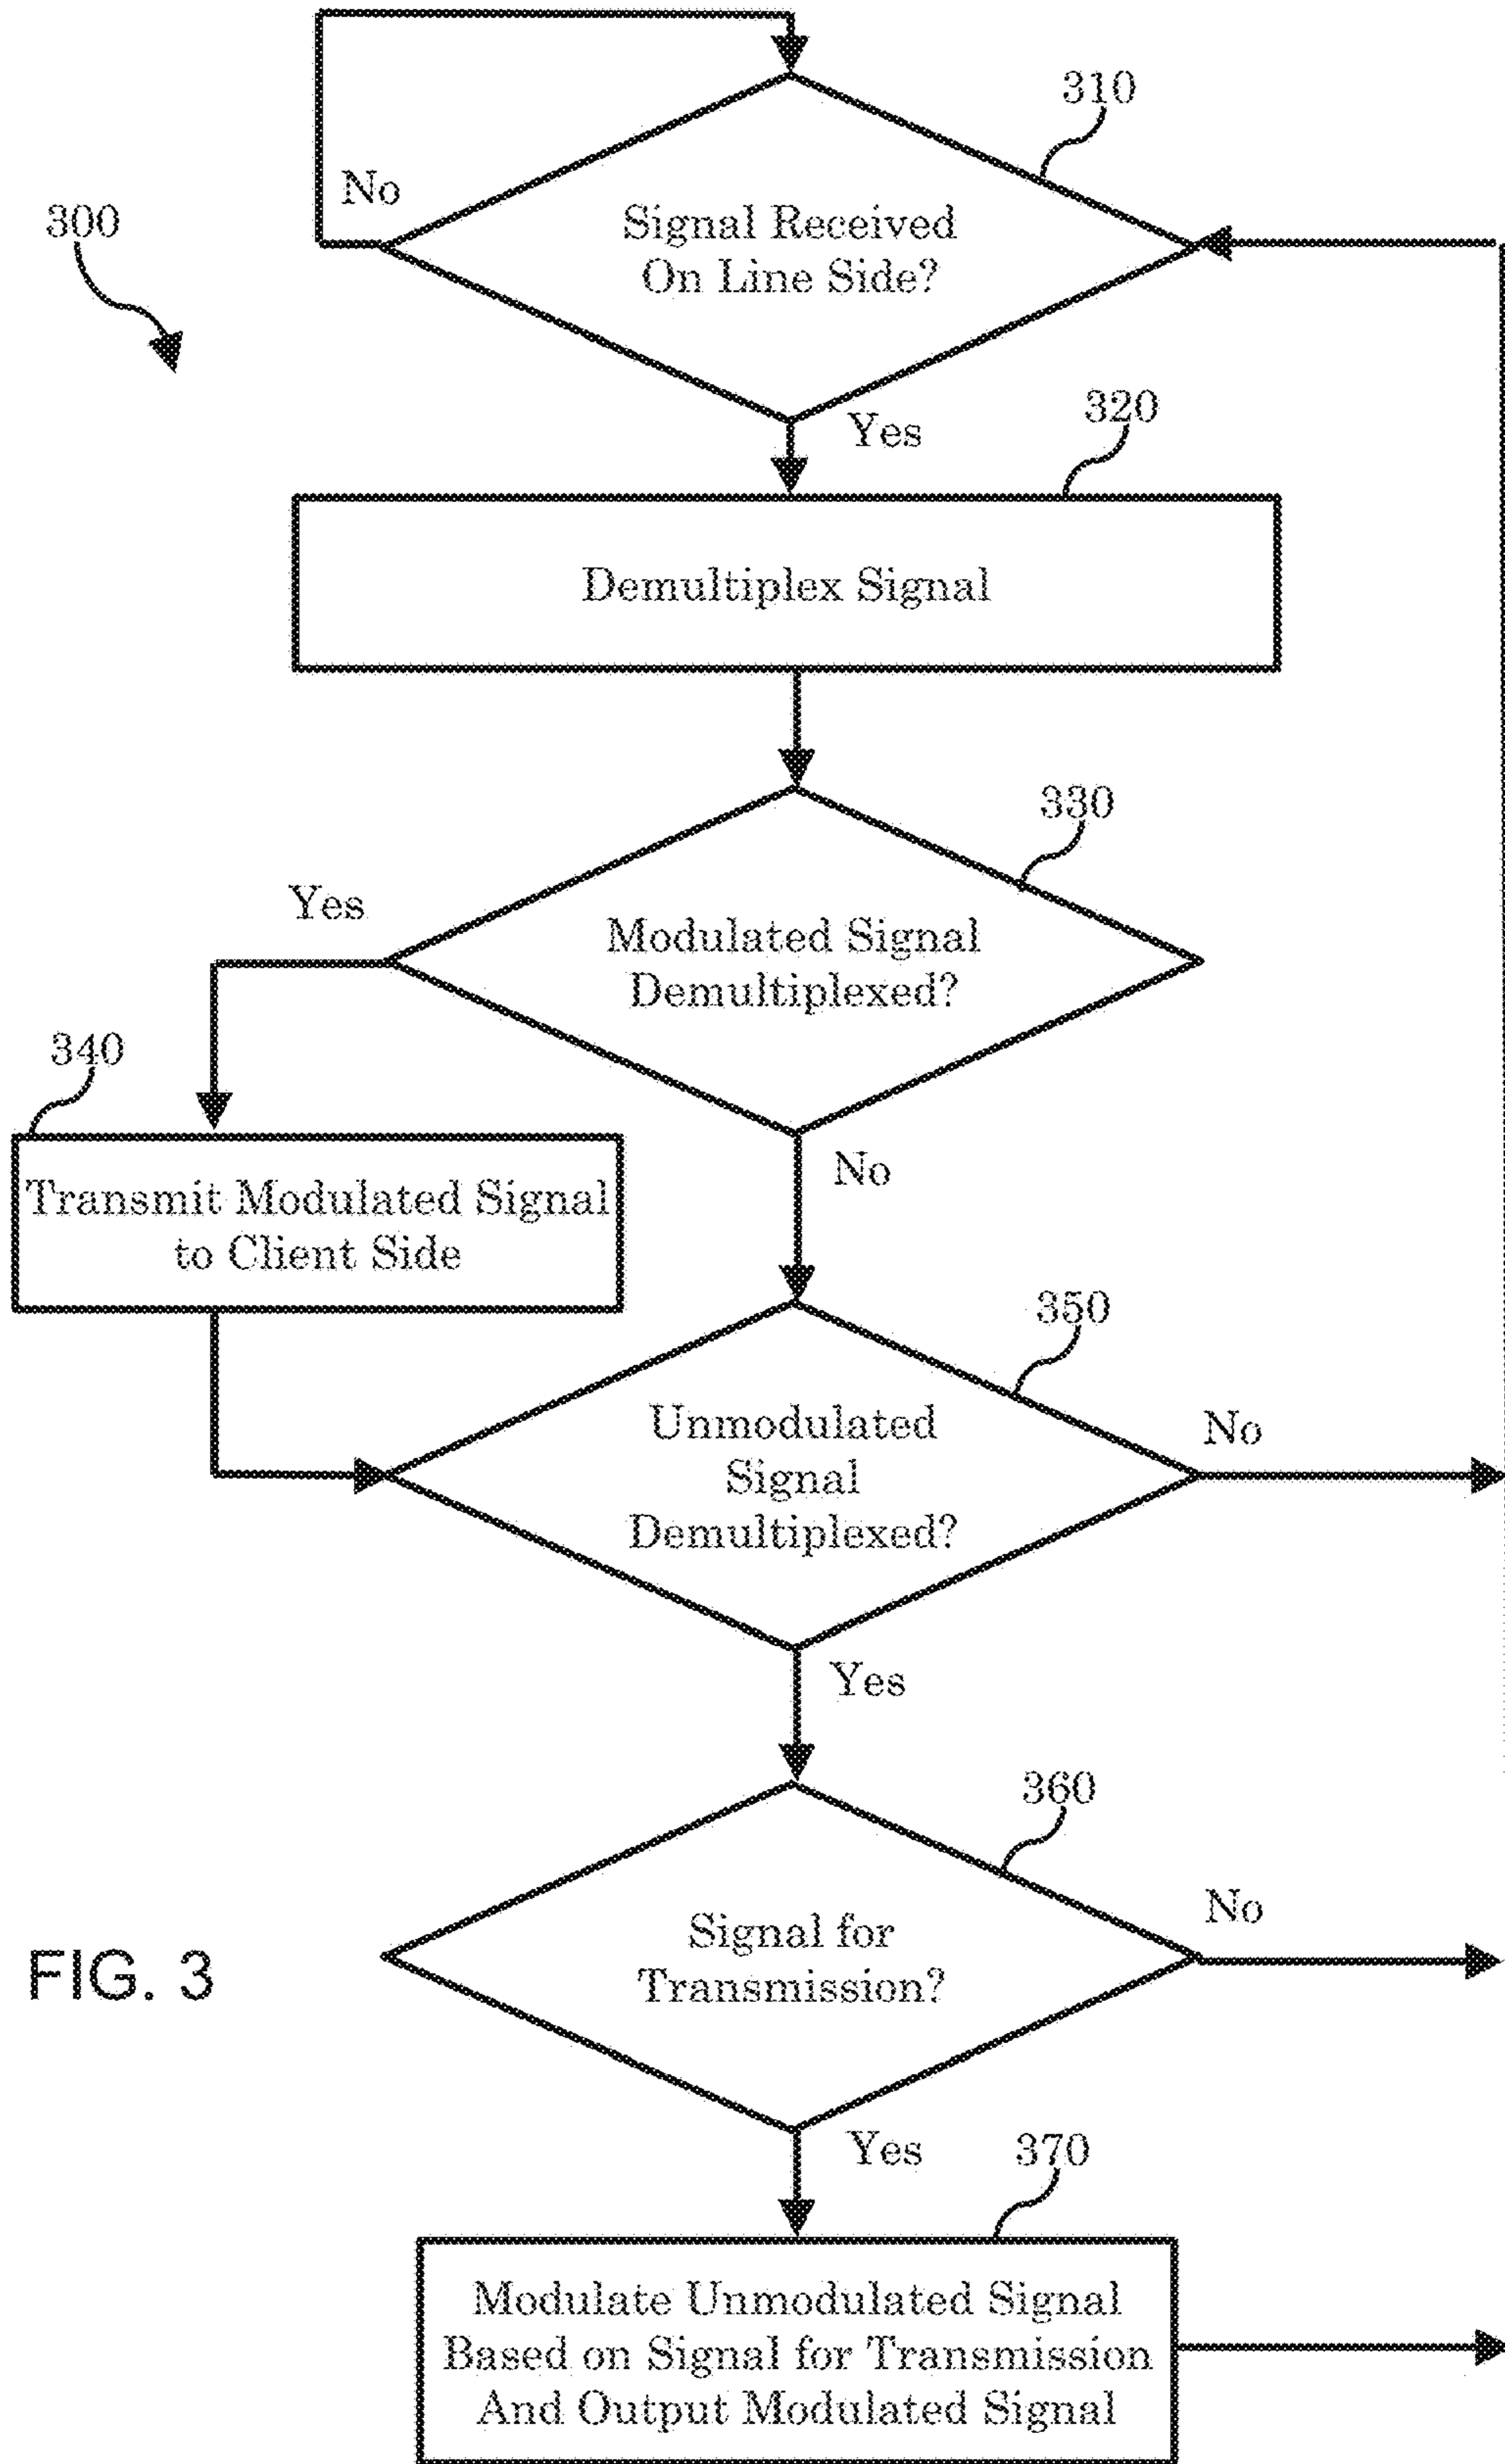 310
No
300
Signal Received
On Line Side?
Yes
320
Demultiplex Signal
330
Yes
Modulated Signal
Demultiplexed?
340
No
Transmit Modulated Signal
to Client Side
350
Unmodulated
Signal
Demultiplexed?
No
Yes
360
Signal for
Transmission?
No
FIG. 3
Yes
370
Modulate Unmodulated Signal
Based on Signal for Transmission
And Output Modulated Signal